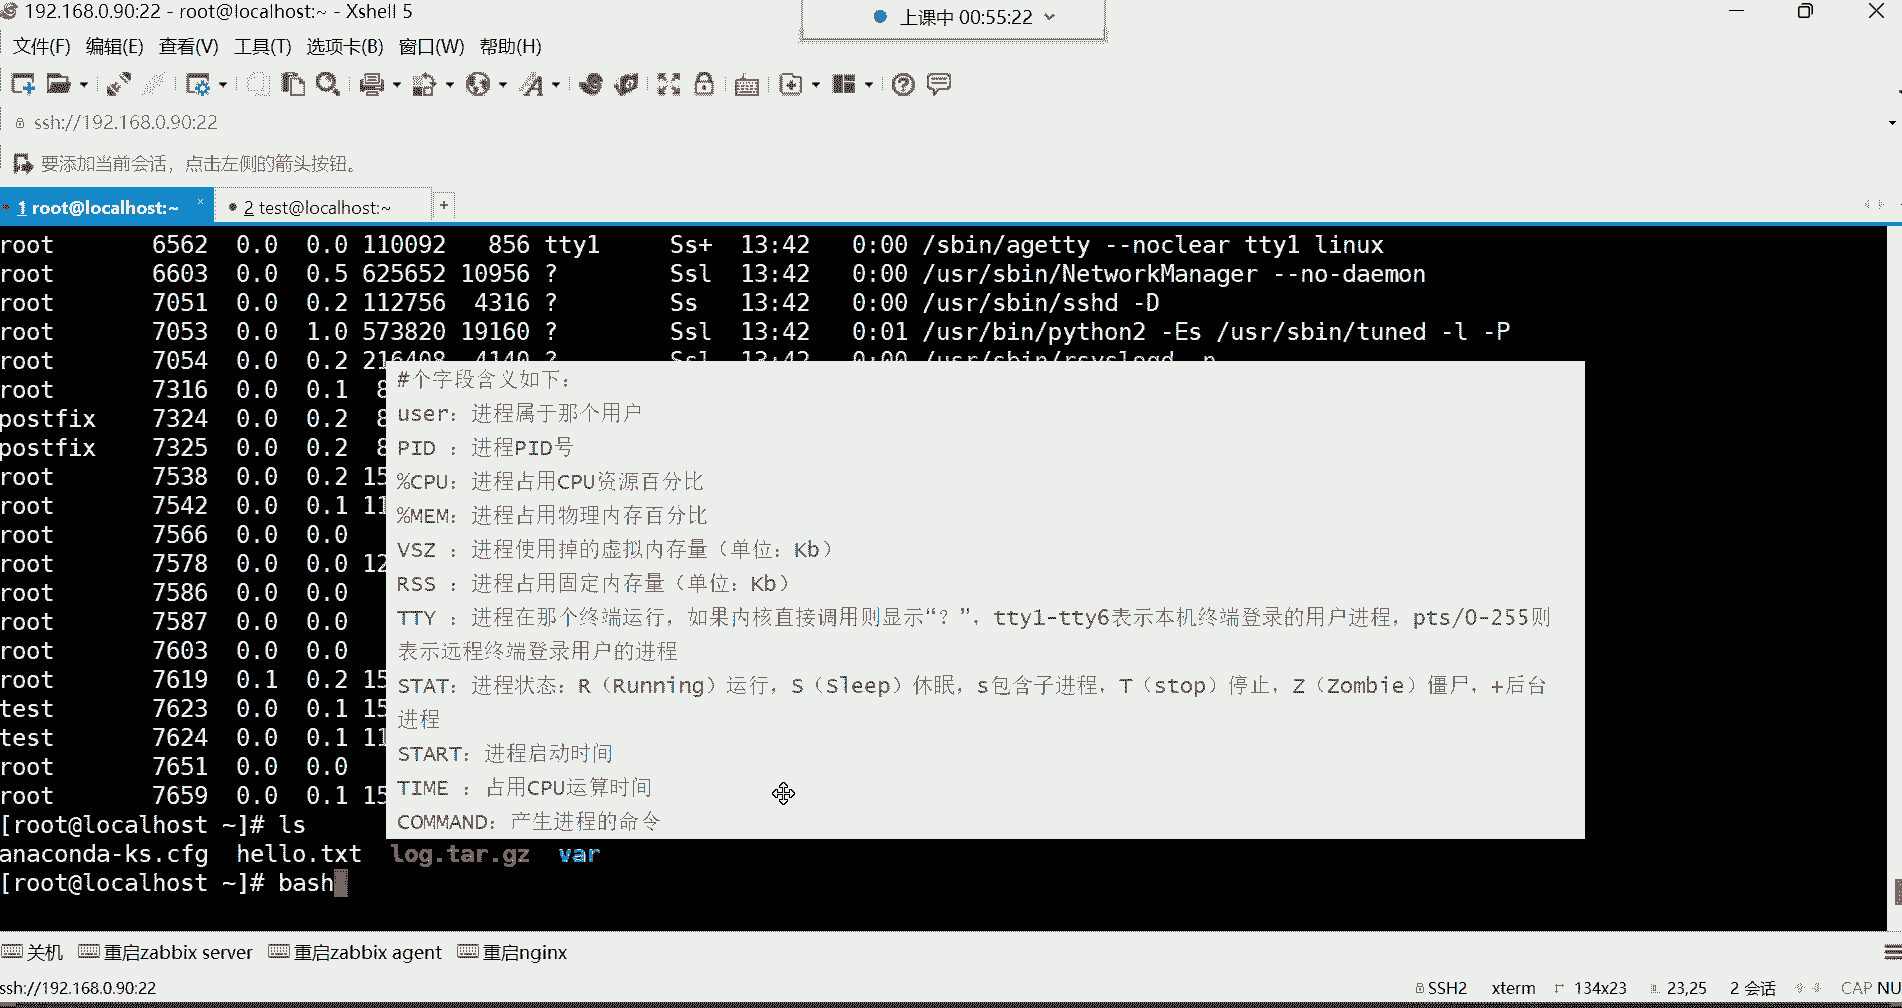 192.168.0.90:22 - root@localhost:~ - Xshell 5
上课中 00:55:22
文件(F) 编辑(E) 查看(V) 工具(T) 选项卡(B) 窗口(W) 帮助(H)
ssh://192.168.0.90:22
要添加当前会话，点击左侧的箭头按钮。
1 root@localhost:~ × 2 test@localhost:~ +
root 6562 0.0 0.0 110092 856 tty1 Ss+ 13:42 0:00 /sbin/agetty --noclear tty1 linux
root 6603 0.0 0.5 625652 10956 ? Ssl 13:42 0:00 /usr/sbin/NetworkManager --no-daemon
root 7051 0.0 0.2 112756 4316 ? Ss 13:42 0:00 /usr/sbin/sshd -D
root 7053 0.0 1.0 573820 19160 ? Ssl 13:42 0:01 /usr/bin/python2 -Es /usr/sbin/tuned -l -P
root 7054 0.0 0.2 216408 4140 ? Ssl 13:42 0:00 /usr/sbin/rsyslogd -n
root 7316 0.0 0.1 8
postfix 7324 0.0 0.2 8
postfix 7325 0.0 0.2 8
root 7538 0.0 0.2 15
root 7542 0.0 0.1 11
root 7566 0.0 0.0
root 7578 0.0 0.0 12
root 7586 0.0 0.0
root 7587 0.0 0.0
root 7603 0.0 0.0
root 7619 0.1 0.2 15
test 7623 0.0 0.1 15
test 7624 0.0 0.1 11
root 7651 0.0 0.0
root 7659 0.0 0.1 15
#个字段含义如下：
user：进程属于那个用户
PID ：进程PID号
%CPU：进程占用CPU资源百分比
%MEM：进程占用物理内存百分比
VSZ ：进程使用掉的虚拟内存量（单位：Kb）
RSS ：进程占用固定内存量（单位：Kb）
TTY ：进程在那个终端运行，如果内核直接调用则显示“？”，tty1-tty6表示本机终端登录的用户进程，pts/0-255则
表示远程终端登录用户的进程
STAT：进程状态：R（Running）运行，S（Sleep）休眠，s包含子进程，T（stop）停止，Z（Zombie）僵尸，+后台
进程
START：进程启动时间
TIME ：占用CPU运算时间
COMMAND：产生进程的命令
[root@localhost ~]# ls
anaconda-ks.cfg hello.txt log.tar.gz var
[root@localhost ~]# bash
关机 重启zabbix server 重启zabbix agent 重启nginx
ssh://192.168.0.90:22 SSH2 xterm 134x23 23,25 2 会话 CAP NU